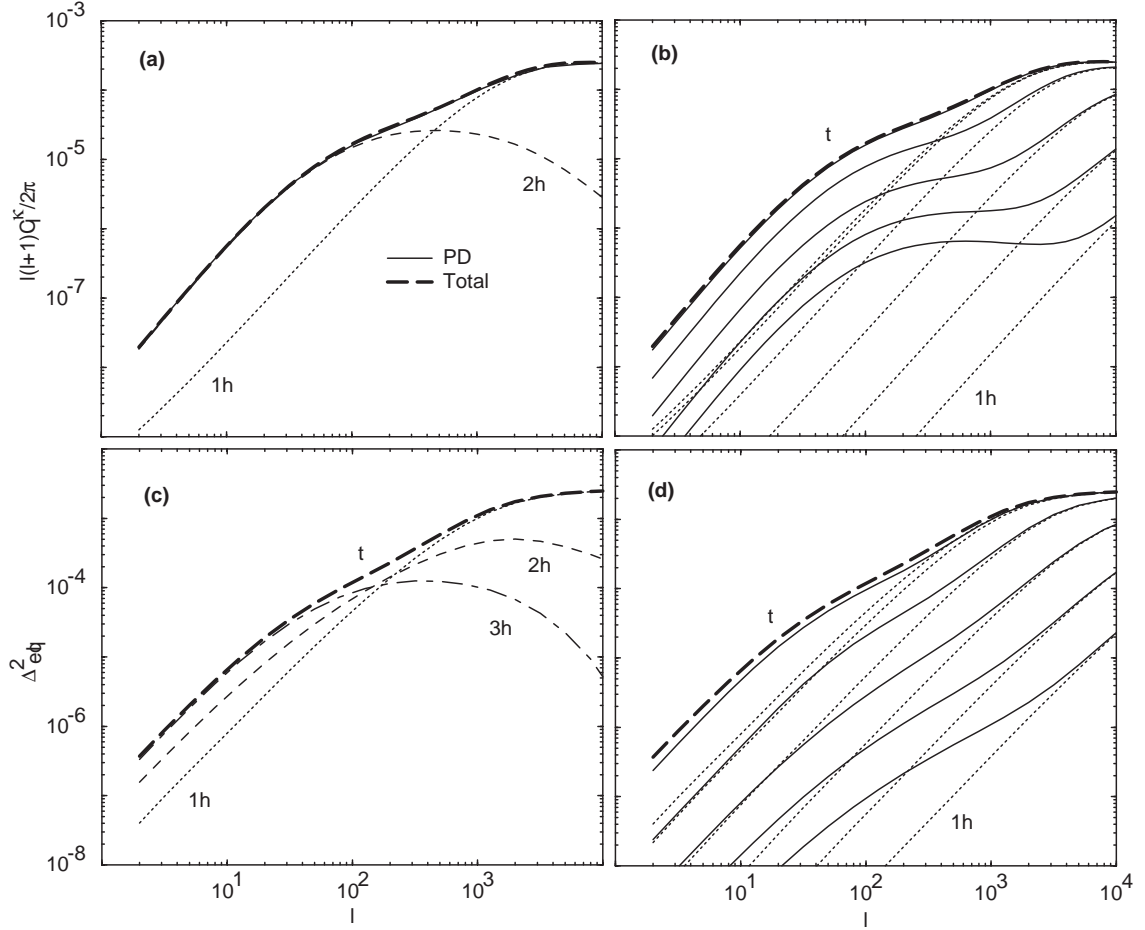 10^-3
10^-5
10^-7
l(l+1)C_l^κ/2π
(a)
2h
1h
PD
Total
(b)
t
1h
10^-4
10^-6
10^-8
Δ²_eq
(c)
t
2h
3h
1h
10^1
10^2
10^3
l
(d)
t
1h
10^1
10^2
10^3
10^4
l